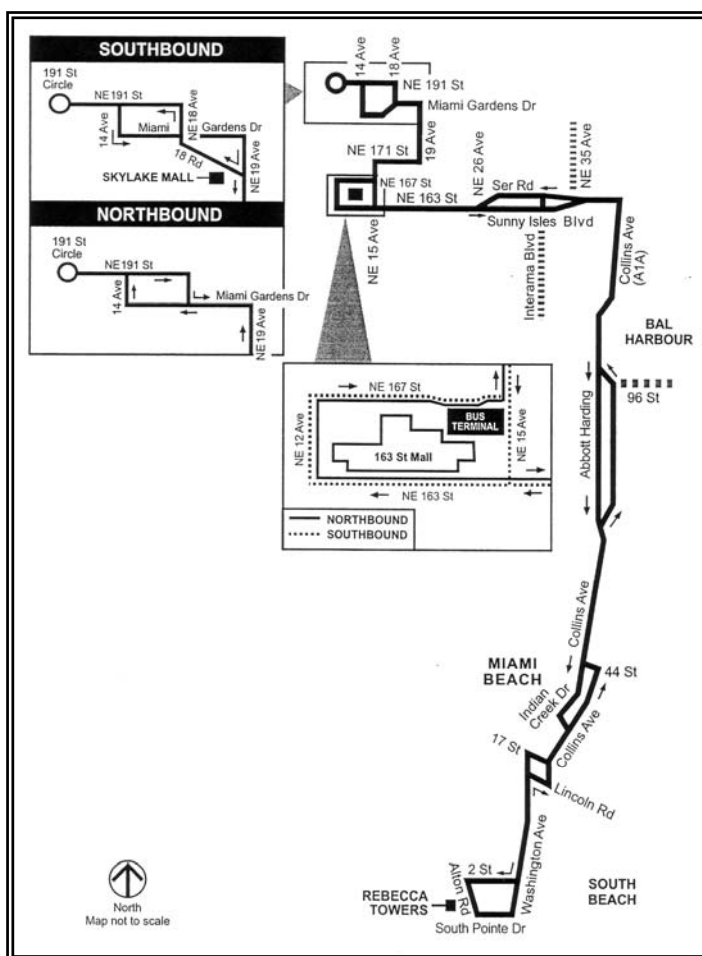 SOUTHBOUND
191 St
Circle
NE 191 St
14 Ave
NE 18 Ave
Miami Gardens Dr
18 Rd
NE 19 Ave
SKYLAKE MALL
NORTHBOUND
191 St
Circle
NE 191 St
14 Ave
Miami Gardens Dr
NE 19 Ave
14 Ave
18 Ave
NE 191 St
Miami Gardens Dr
19 Ave
NE 171 St
NE 167 St
NE 163 St
NE 15 Ave
NE 26 Ave
NE 35 Ave
Ser Rd
Sunny Isles Blvd
Interama Blvd
Collins Ave
(A1A)
BAL
HARBOUR
96 St
Abbott Harding
NE 167 St
BUS
TERMINAL
NE 12 Ave
163 St Mall
NE 15 Ave
NE 163 St
NORTHBOUND
SOUTHBOUND
Collins Ave
MIAMI
BEACH
44 St
Indian
Creek Dr
Collins Ave
17 St
Lincoln Rd
Washington Ave
2 St
Alton Rd
REBECCA
TOWERS
South Pointe Dr
SOUTH
BEACH
North
Map not to scale